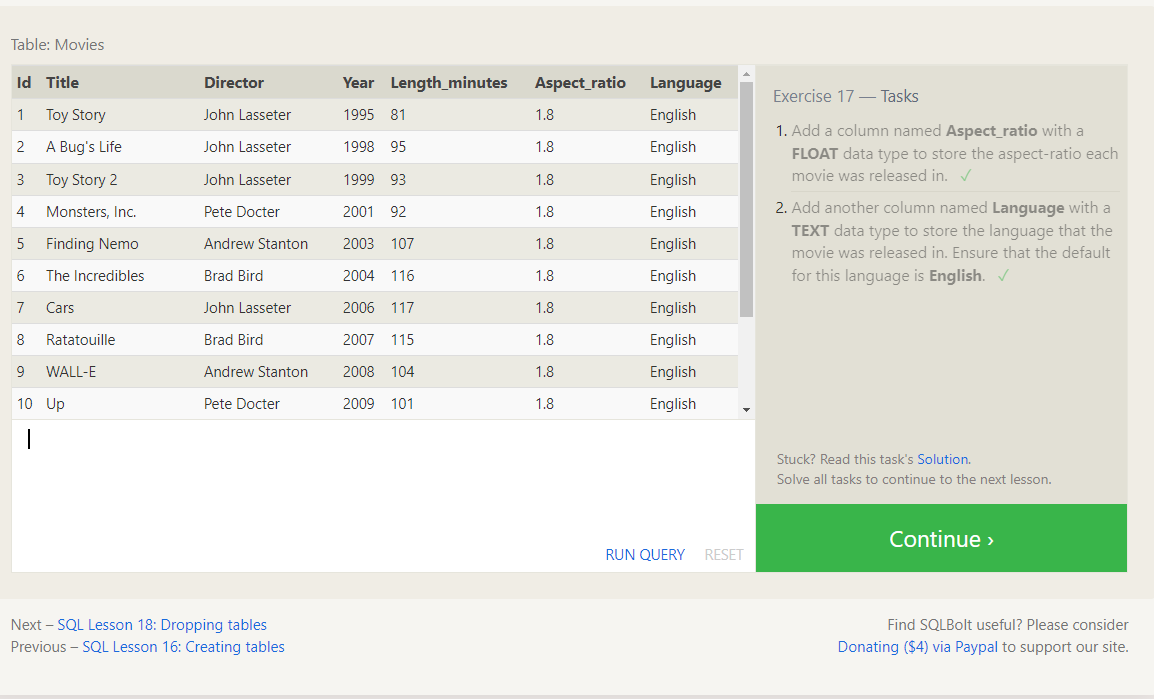 Table: Movies
Id Title Director Year Length_minutes Aspect_ratio Language
1 Toy Story John Lasseter 1995 81 1.8 English
2 A Bug's Life John Lasseter 1998 95 1.8 English
3 Toy Story 2 John Lasseter 1999 93 1.8 English
4 Monsters, Inc. Pete Docter 2001 92 1.8 English
5 Finding Nemo Andrew Stanton 2003 107 1.8 English
6 The Incredibles Brad Bird 2004 116 1.8 English
7 Cars John Lasseter 2006 117 1.8 English
8 Ratatouille Brad Bird 2007 115 1.8 English
9 WALL-E Andrew Stanton 2008 104 1.8 English
10 Up Pete Docter 2009 101 1.8 English
RUN QUERY RESET
Exercise 17 — Tasks
1. Add a column named Aspect_ratio with a
FLOAT data type to store the aspect-ratio each
movie was released in. ✓
2. Add another column named Language with a
TEXT data type to store the language that the
movie was released in. Ensure that the default
for this language is English. ✓
Stuck? Read this task's Solution.
Solve all tasks to continue to the next lesson.
Continue ›
Next – SQL Lesson 18: Dropping tables
Previous – SQL Lesson 16: Creating tables
Find SQLBolt useful? Please consider
Donating ($4) via Paypal to support our site.